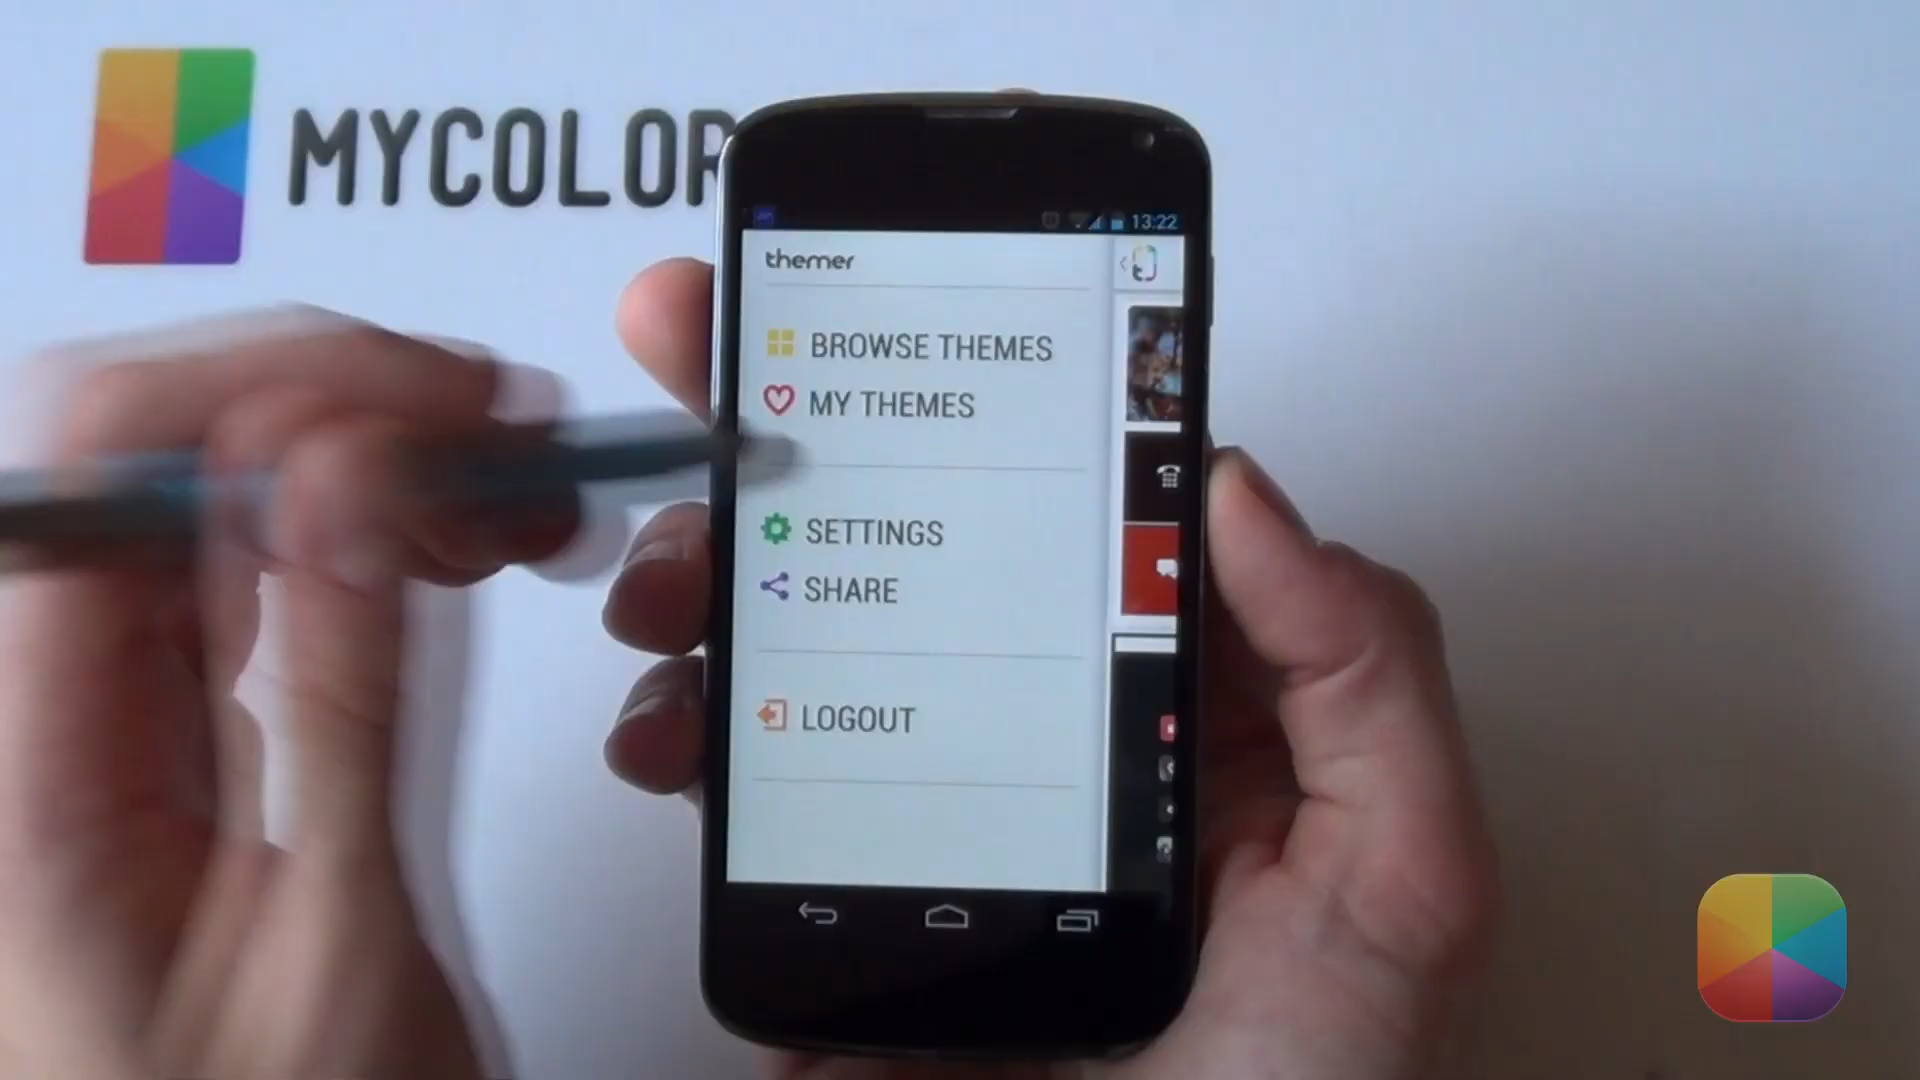 MYCOLOR
13:22
themer
BROWSE THEMES
MY THEMES
SETTINGS
SHARE
LOGOUT